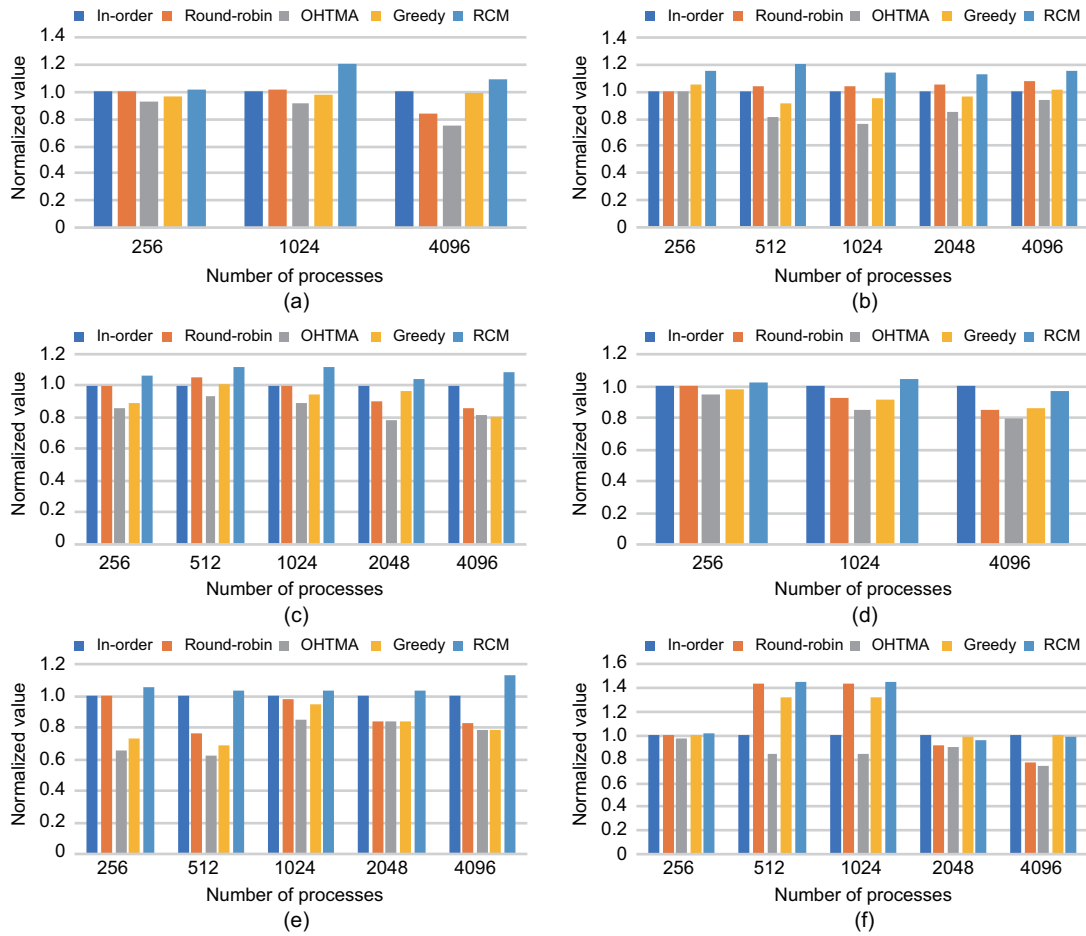 In-order Round-robin OHTMA Greedy RCM
1.4
1.2
1.0
0.8
0.6
0.4
0.2
0
Normalized value
256 1024 4096
Number of processes
(a)
In-order Round-robin OHTMA Greedy RCM
1.4
1.2
1.0
0.8
0.6
0.4
0.2
0
Normalized value
256 512 1024 2048 4096
Number of processes
(b)
In-order Round-robin OHTMA Greedy RCM
1.2
1.0
0.8
0.6
0.4
0.2
0
Normalized value
256 512 1024 2048 4096
Number of processes
(c)
In-order Round-robin OHTMA Greedy RCM
1.2
1.0
0.8
0.6
0.4
0.2
0
Normalized value
256 1024 4096
Number of processes
(d)
In-order Round-robin OHTMA Greedy RCM
1.2
1.0
0.8
0.6
0.4
0.2
0
Normalized value
256 512 1024 2048 4096
Number of processes
(e)
In-order Round-robin OHTMA Greedy RCM
1.6
1.4
1.2
1.0
0.8
0.6
0.4
0.2
0
Normalized value
256 512 1024 2048 4096
Number of processes
(f)